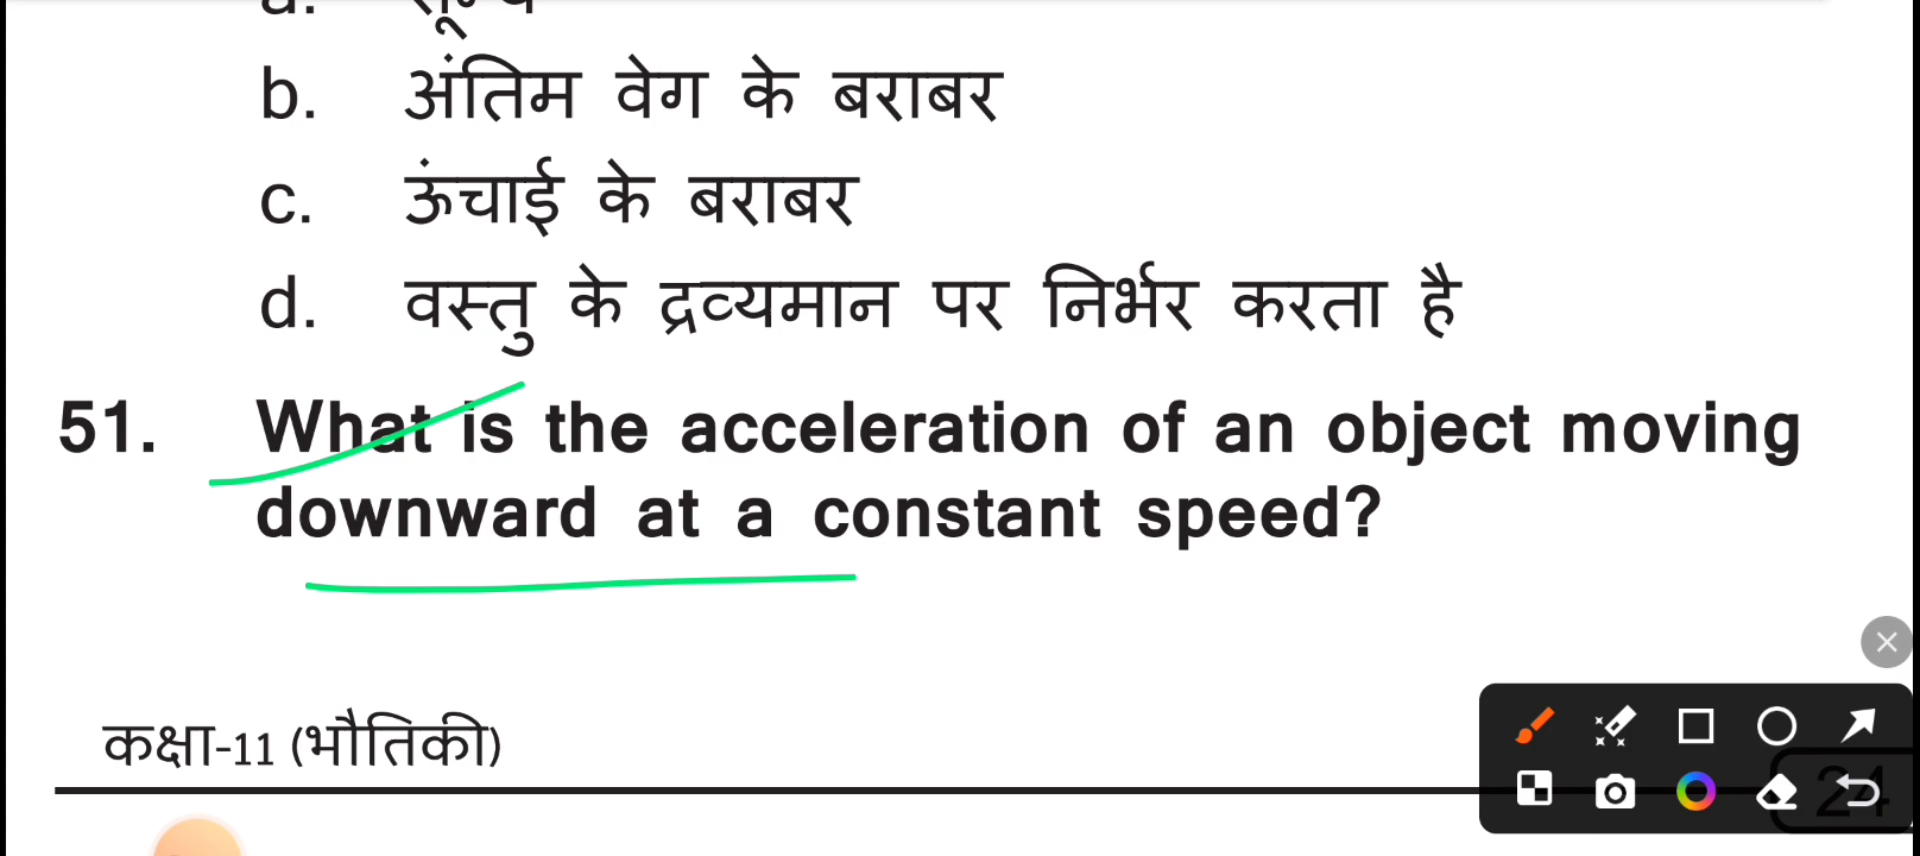 b. अंतिम वेग के बराबर
c. ऊंचाई के बराबर
d. वस्तु के द्रव्यमान पर निर्भर करता है
51. What is the acceleration of an object moving
downward at a constant speed?
कक्षा-11 (भौतिकी)
24